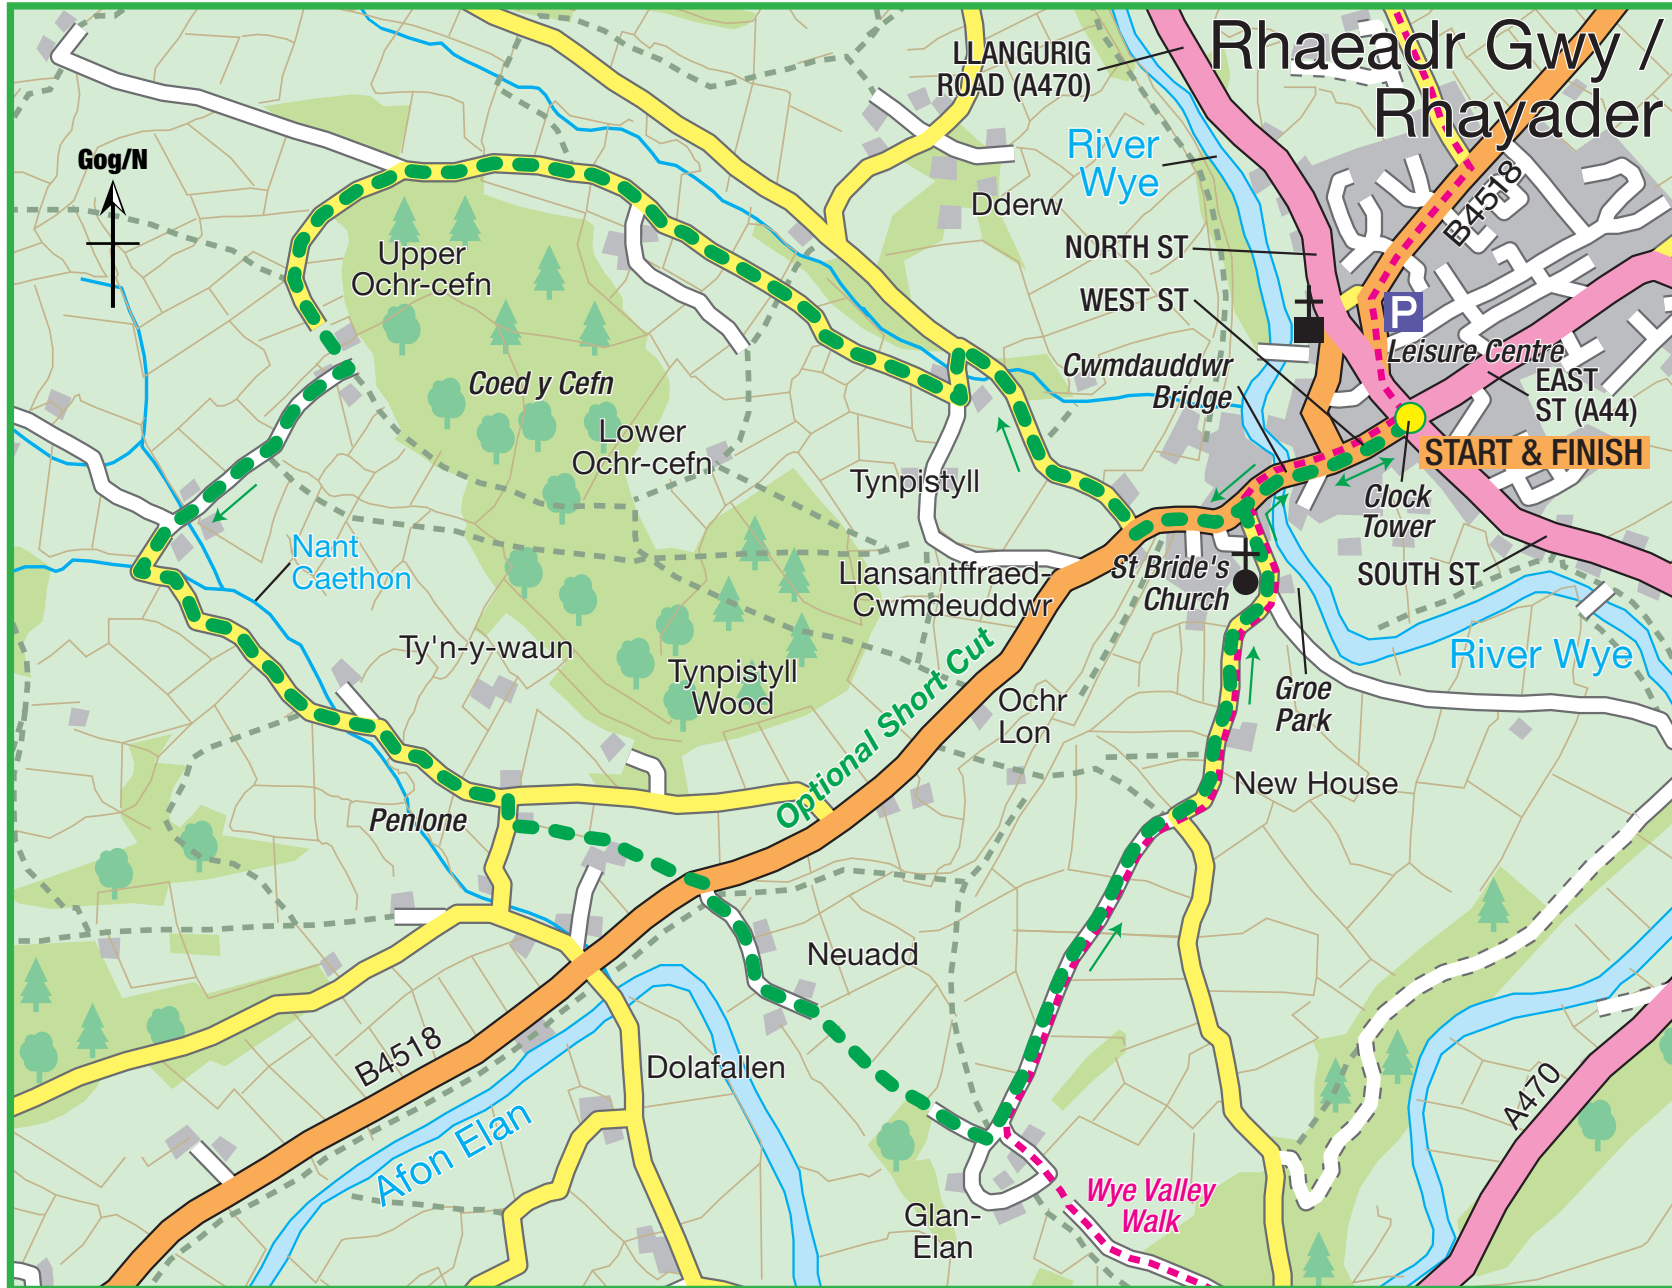 Rhaeadr Gwy /
Rhayader
LLANGURIG
ROAD (A470)
River
Wye
Gog/N
Dderw
B4518
NORTH ST
Upper
Ochr-cefn
WEST ST
P
Leisure Centre
Cwmdauddwr
Bridge
EAST
ST (A44)
Coed y Cefn
Lower
Ochr-cefn
START & FINISH
Tynpistyll
Clock
Tower
Nant
Caethon
Llansantffraed-
Cwmdeuddwr
St Bride's
Church
SOUTH ST
Ty'n-y-waun
River Wye
Tynpistyll
Wood
Optional Short Cut
Ochr
Lon
Groe
Park
New House
Penlone
Neuadd
B4518
Dolafallen
A470
Afon Elan
Wye Valley
Walk
Glan-
Elan